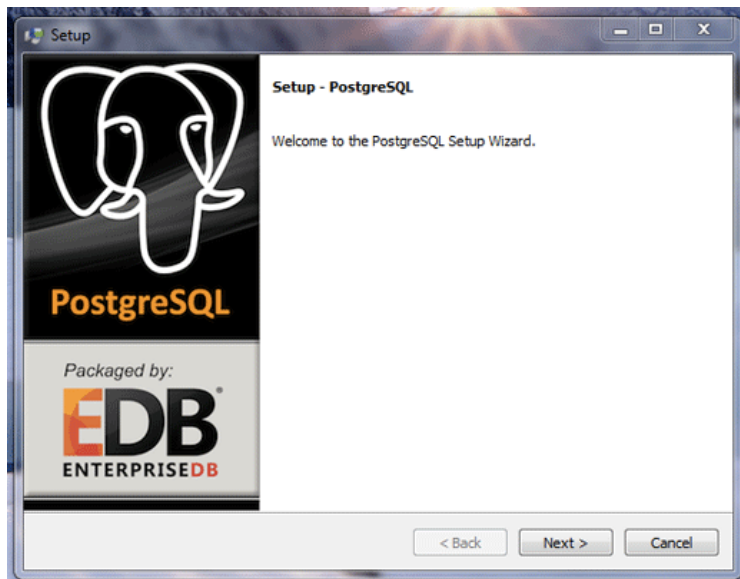 Setup
Setup - PostgreSQL
Welcome to the PostgreSQL Setup Wizard.
PostgreSQL
Packaged by:
EDB®
ENTERPRISEDB
< Back
Next >
Cancel